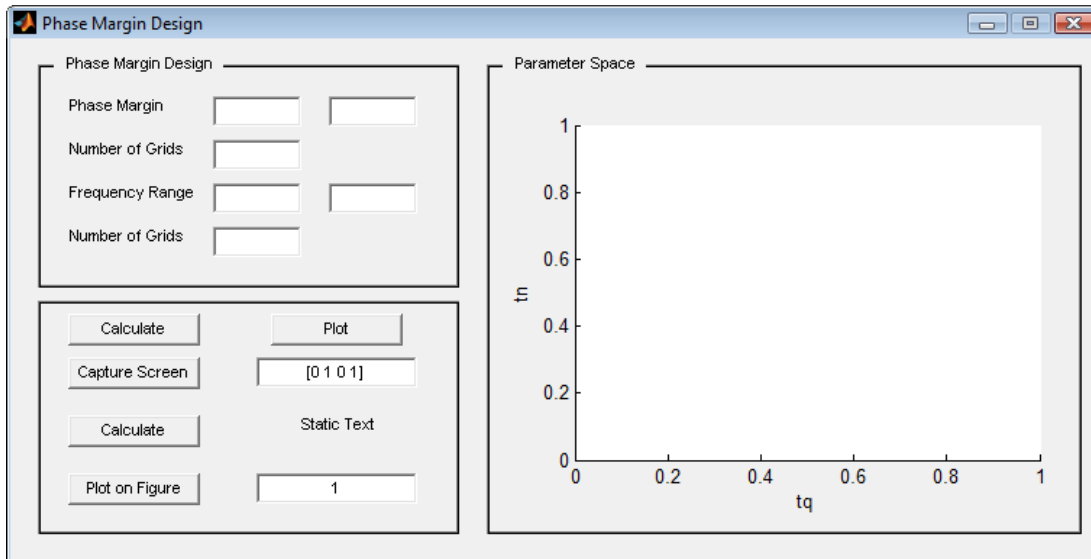 Phase Margin Design
Phase Margin Design
Phase Margin
Number of Grids
Frequency Range
Number of Grids
Calculate Plot
Capture Screen [0 1 0 1]
Calculate Static Text
Plot on Figure 1
Parameter Space
1
0.8
0.6
0.4
0.2
0
tn
0 0.2 0.4 0.6 0.8 1
tq